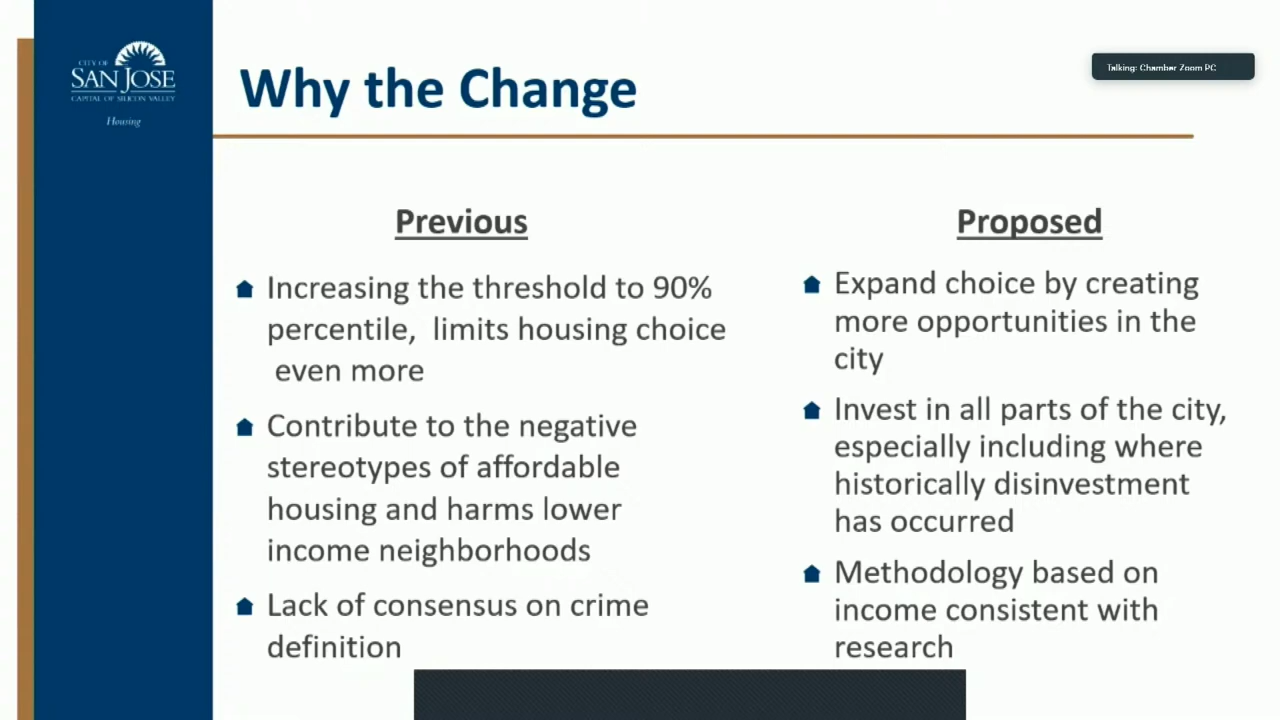 CITY OF
SAN JOSE
CAPITAL OF SILICON VALLEY
Housing
Why the Change
Talking: Chamber Zoom PC
Previous
Increasing the threshold to 90%
percentile, limits housing choice
even more
Contribute to the negative
stereotypes of affordable
housing and harms lower
income neighborhoods
Lack of consensus on crime
definition
Proposed
Expand choice by creating
more opportunities in the
city
Invest in all parts of the city,
especially including where
historically disinvestment
has occurred
Methodology based on
income consistent with
research